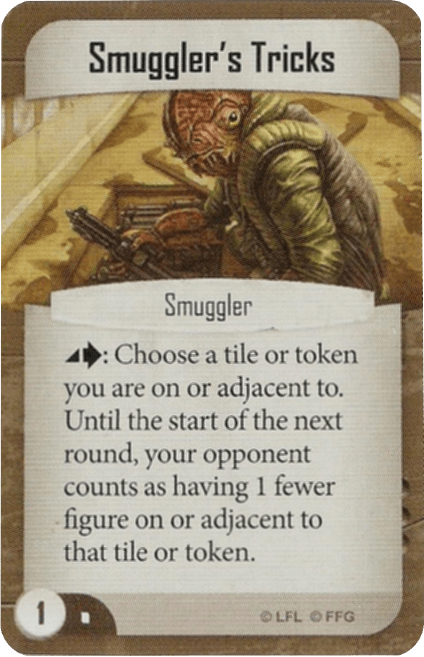 Smuggler's Tricks
Smuggler
: Choose a tile or token
you are on or adjacent to.
Until the start of the next
round, your opponent
counts as having 1 fewer
figure on or adjacent to
that tile or token.
1
© LFL © FFG